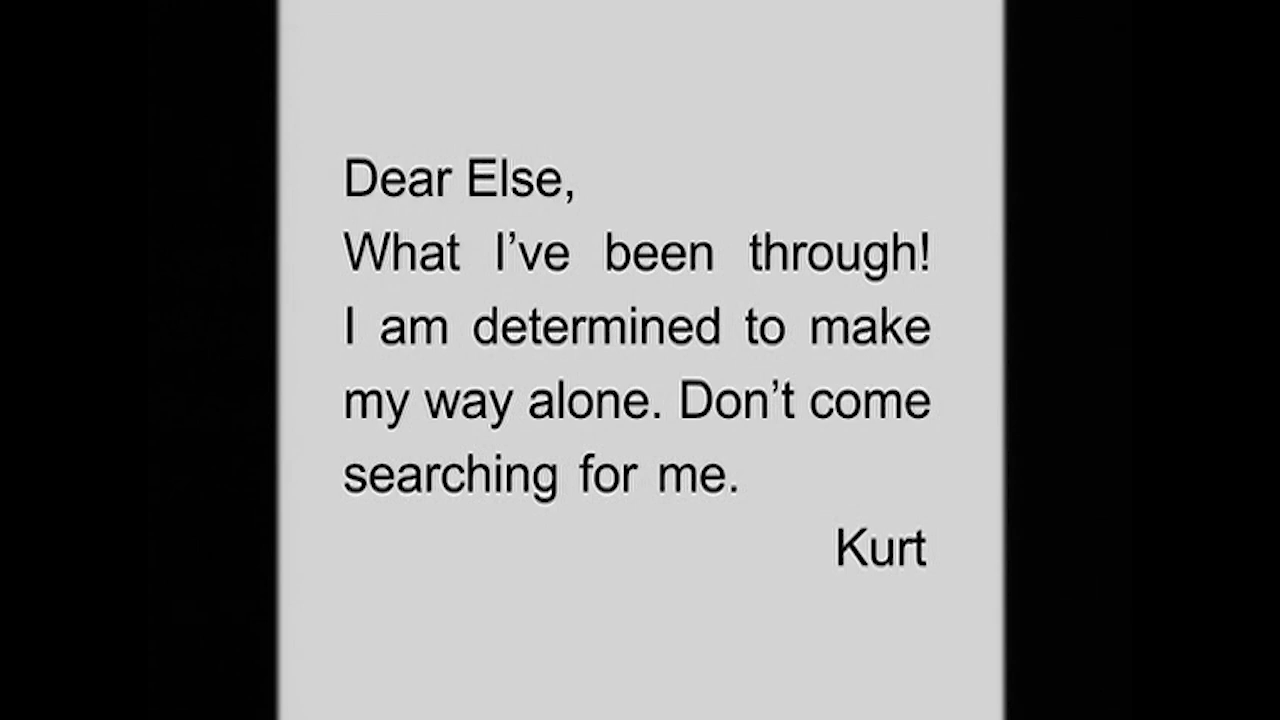 Dear Else,
What I’ve been through!
I am determined to make
my way alone. Don’t come
searching for me.
Kurt